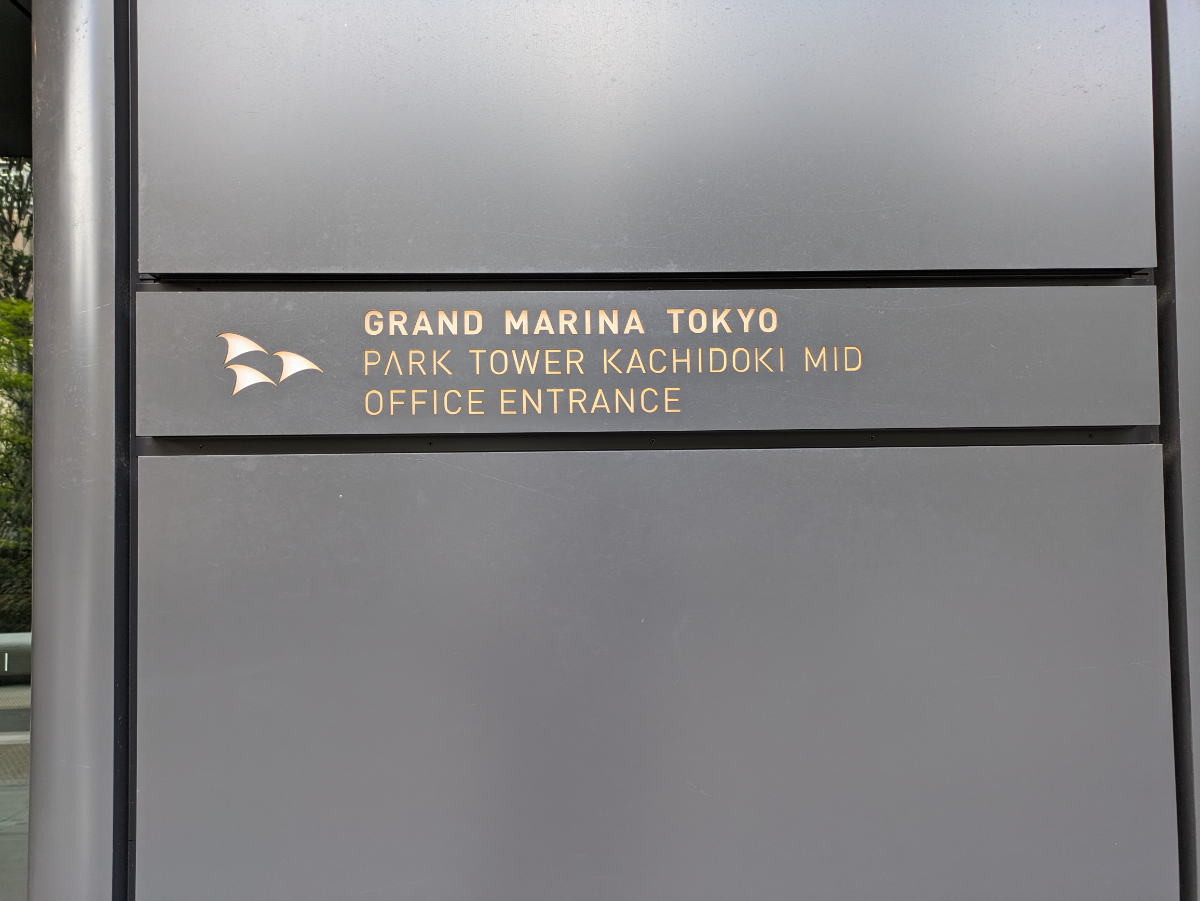 GRAND MARINA TOKYO
PARK TOWER KACHIDOKI MID
OFFICE ENTRANCE